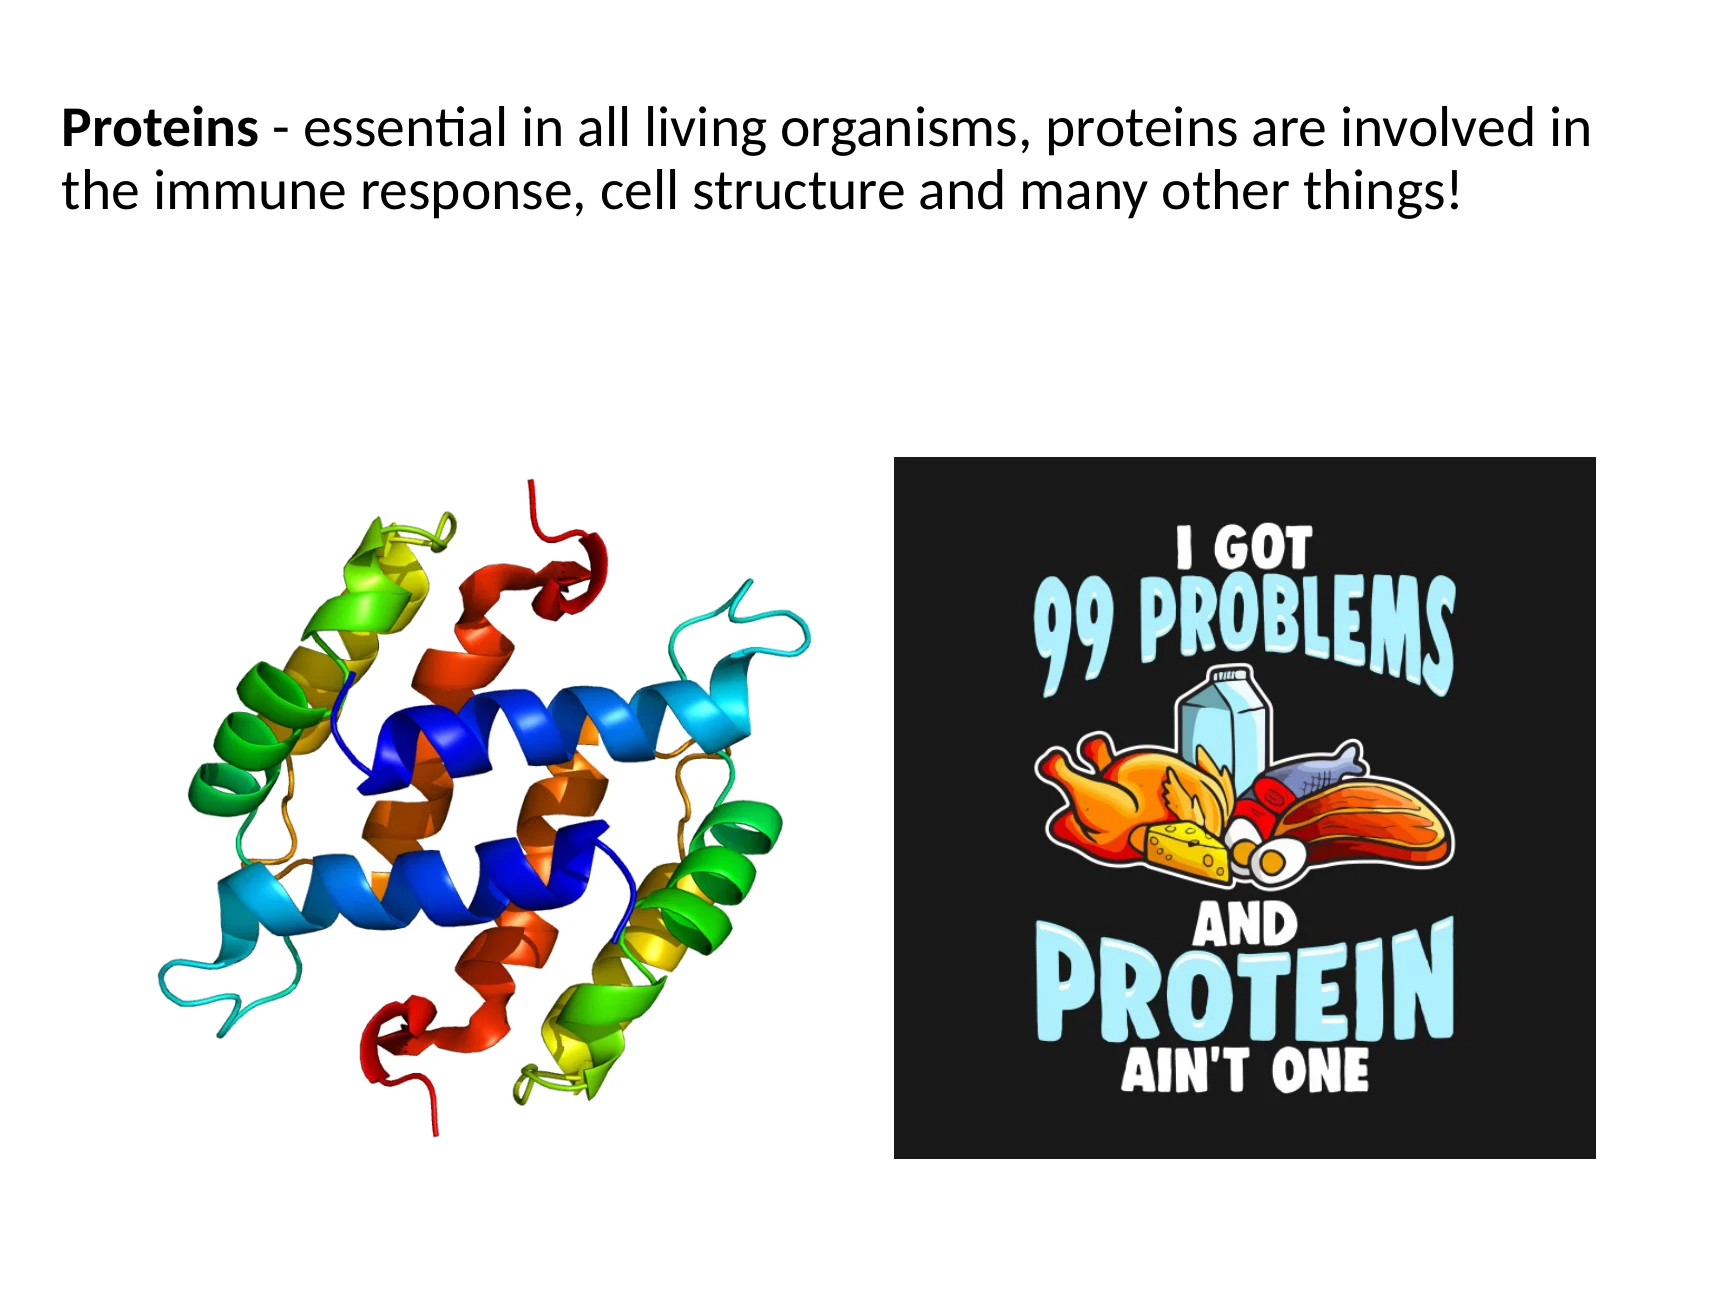 Proteins - essential in all living organisms, proteins are involved in
the immune response, cell structure and many other things!
I GOT
99 PROBLEMS
AND
PROTEIN
AIN'T ONE